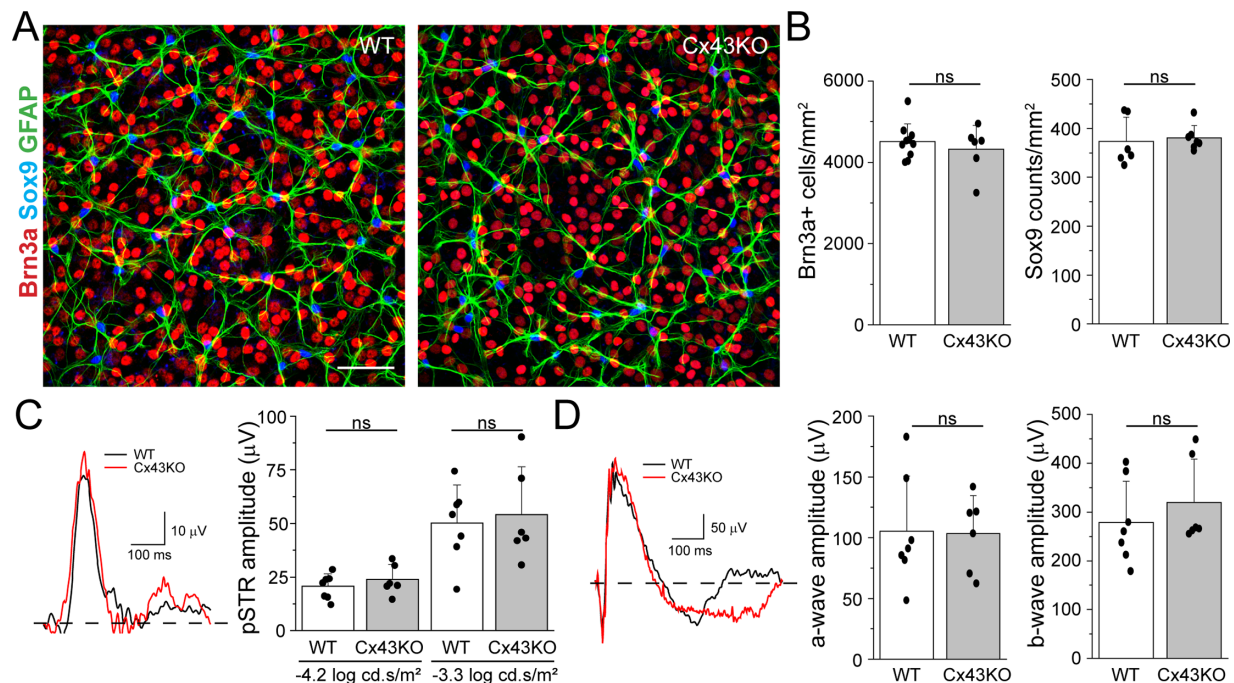 A
WT
Cx43KO
Brn3a Sox9 GFAP
B
ns
6000
4000
2000
0
Brn3a+ cells/mm²
WT
Cx43KO
ns
500
400
300
200
100
0
Sox9 counts/mm²
WT
Cx43KO
C
WT
Cx43KO
10 µV
100 ms
ns
ns
100
75
50
25
0
pSTR amplitude (µV)
WT
Cx43KO
WT
Cx43KO
-4.2 log cd.s/m²
-3.3 log cd.s/m²
D
WT
Cx43KO
50 µV
100 ms
ns
200
150
100
50
0
a-wave amplitude (µV)
WT
Cx43KO
ns
500
400
300
200
100
0
b-wave amplitude (µV)
WT
Cx43KO